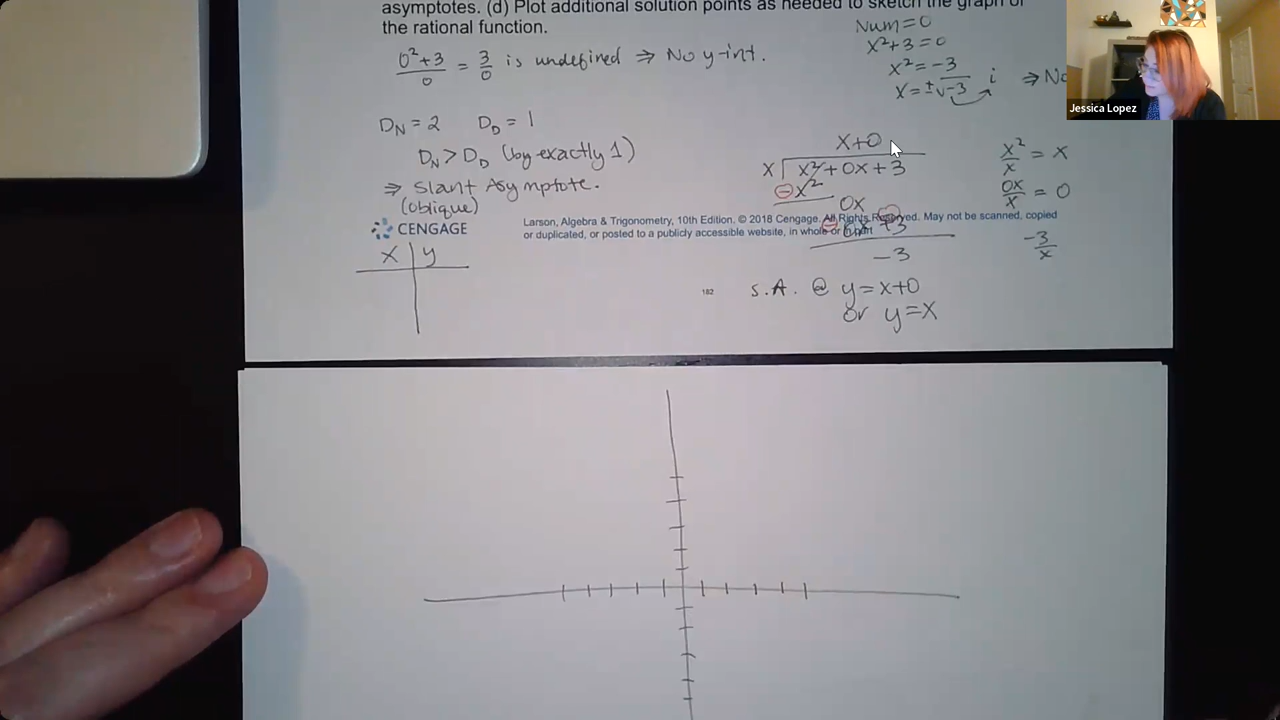 asymptotes. (d) Plot additional solution points as needed to sketch the graph of
the rational function.
Num=0
x²+3=0
x²=-3
x=±√-3 i ⇒ No
0²+3/0 = 3/0 is undefined ⇒ No y-int.
Jessica Lopez
D_N=2 D_D=1
D_N>D_D (by exactly 1)
⇒ Slant Asymptote.
(oblique)
x+0
x x²+0x+3
-x²
0x
+3
-3
x²/x = x
0x/x = 0
-3/x
CENGAGE
Larson, Algebra & Trigonometry, 10th Edition. © 2018 Cengage. All Rights Reserved. May not be scanned, copied
or duplicated, or posted to a publicly accessible website, in whole or in part
x y
182
S.A. @ y=x+0
or y=x